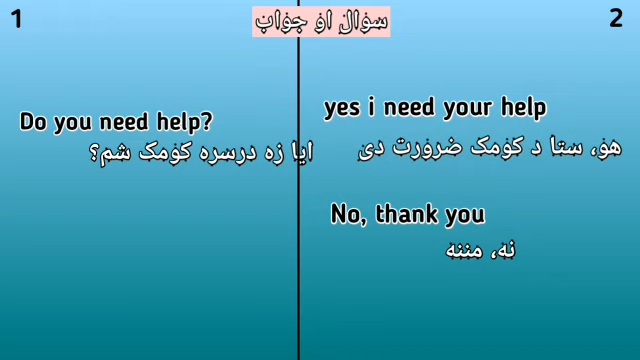 1
سوال او جواب
2
Do you need help?
ایا زه درسره کومک شم؟
yes i need your help
هو، ستا د کومک ضرورت دی
No, thank you
نه، مننه